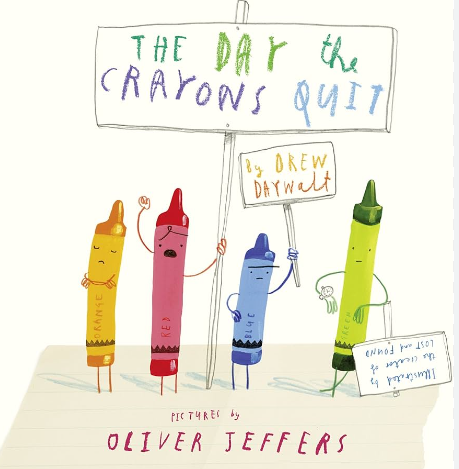 THE DAY the
CRAYONS QUIT
by DREW
DAYWalt
ORANGE
RED
BLUE
GREEN
Illustrated by
the creator of
LOST and FOUND
PICTURES by
OLIVER JEFFERS